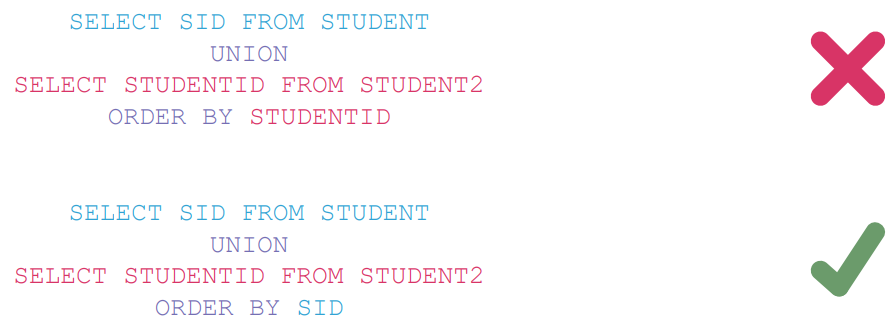 SELECT SID FROM STUDENT
UNION
SELECT STUDENTID FROM STUDENT2
ORDER BY STUDENTID
SELECT SID FROM STUDENT
UNION
SELECT STUDENTID FROM STUDENT2
ORDER BY SID